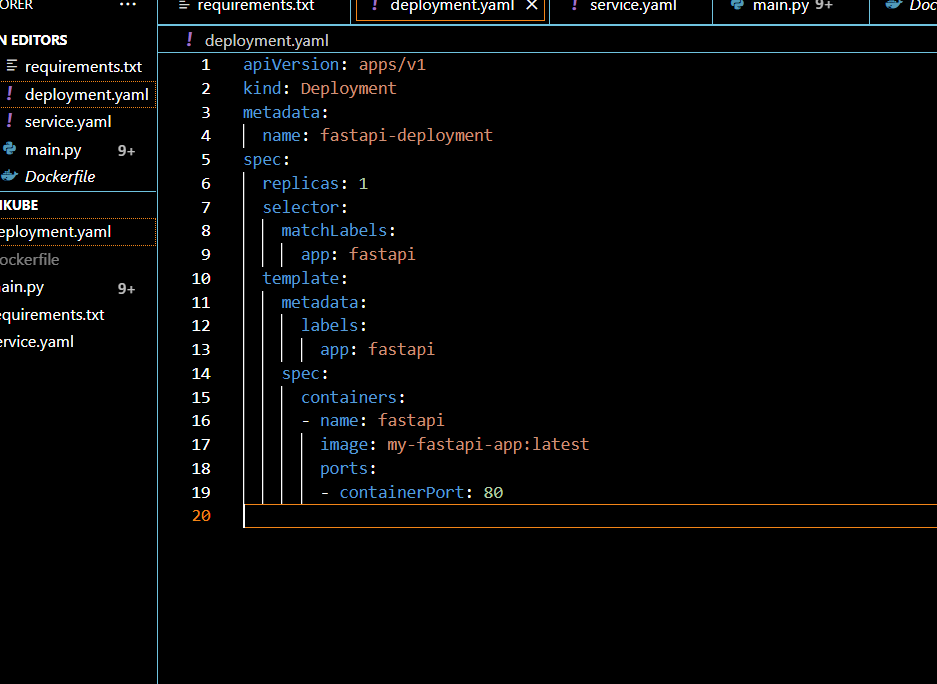 ORER ...
requirements.txt deployment.yaml service.yaml main.py 9+ Doc
N EDITORS
requirements.txt
deployment.yaml
service.yaml
main.py 9+
Dockerfile
IKUBE
eployment.yaml
ockerfile
ain.py 9+
equirements.txt
ervice.yaml
! deployment.yaml
1 apiVersion: apps/v1
2 kind: Deployment
3 metadata:
4 name: fastapi-deployment
5 spec:
6 replicas: 1
7 selector:
8 matchLabels:
9 app: fastapi
10 template:
11 metadata:
12 labels:
13 app: fastapi
14 spec:
15 containers:
16 - name: fastapi
17 image: my-fastapi-app:latest
18 ports:
19 - containerPort: 80
20